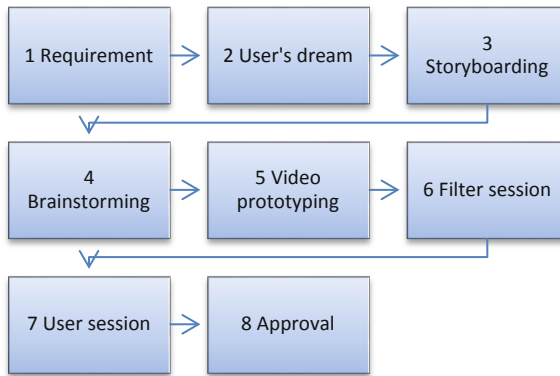 1 Requirement
2 User's dream
3
Storyboarding
4
Brainstorming
5 Video
prototyping
6 Filter session
7 User session
8 Approval